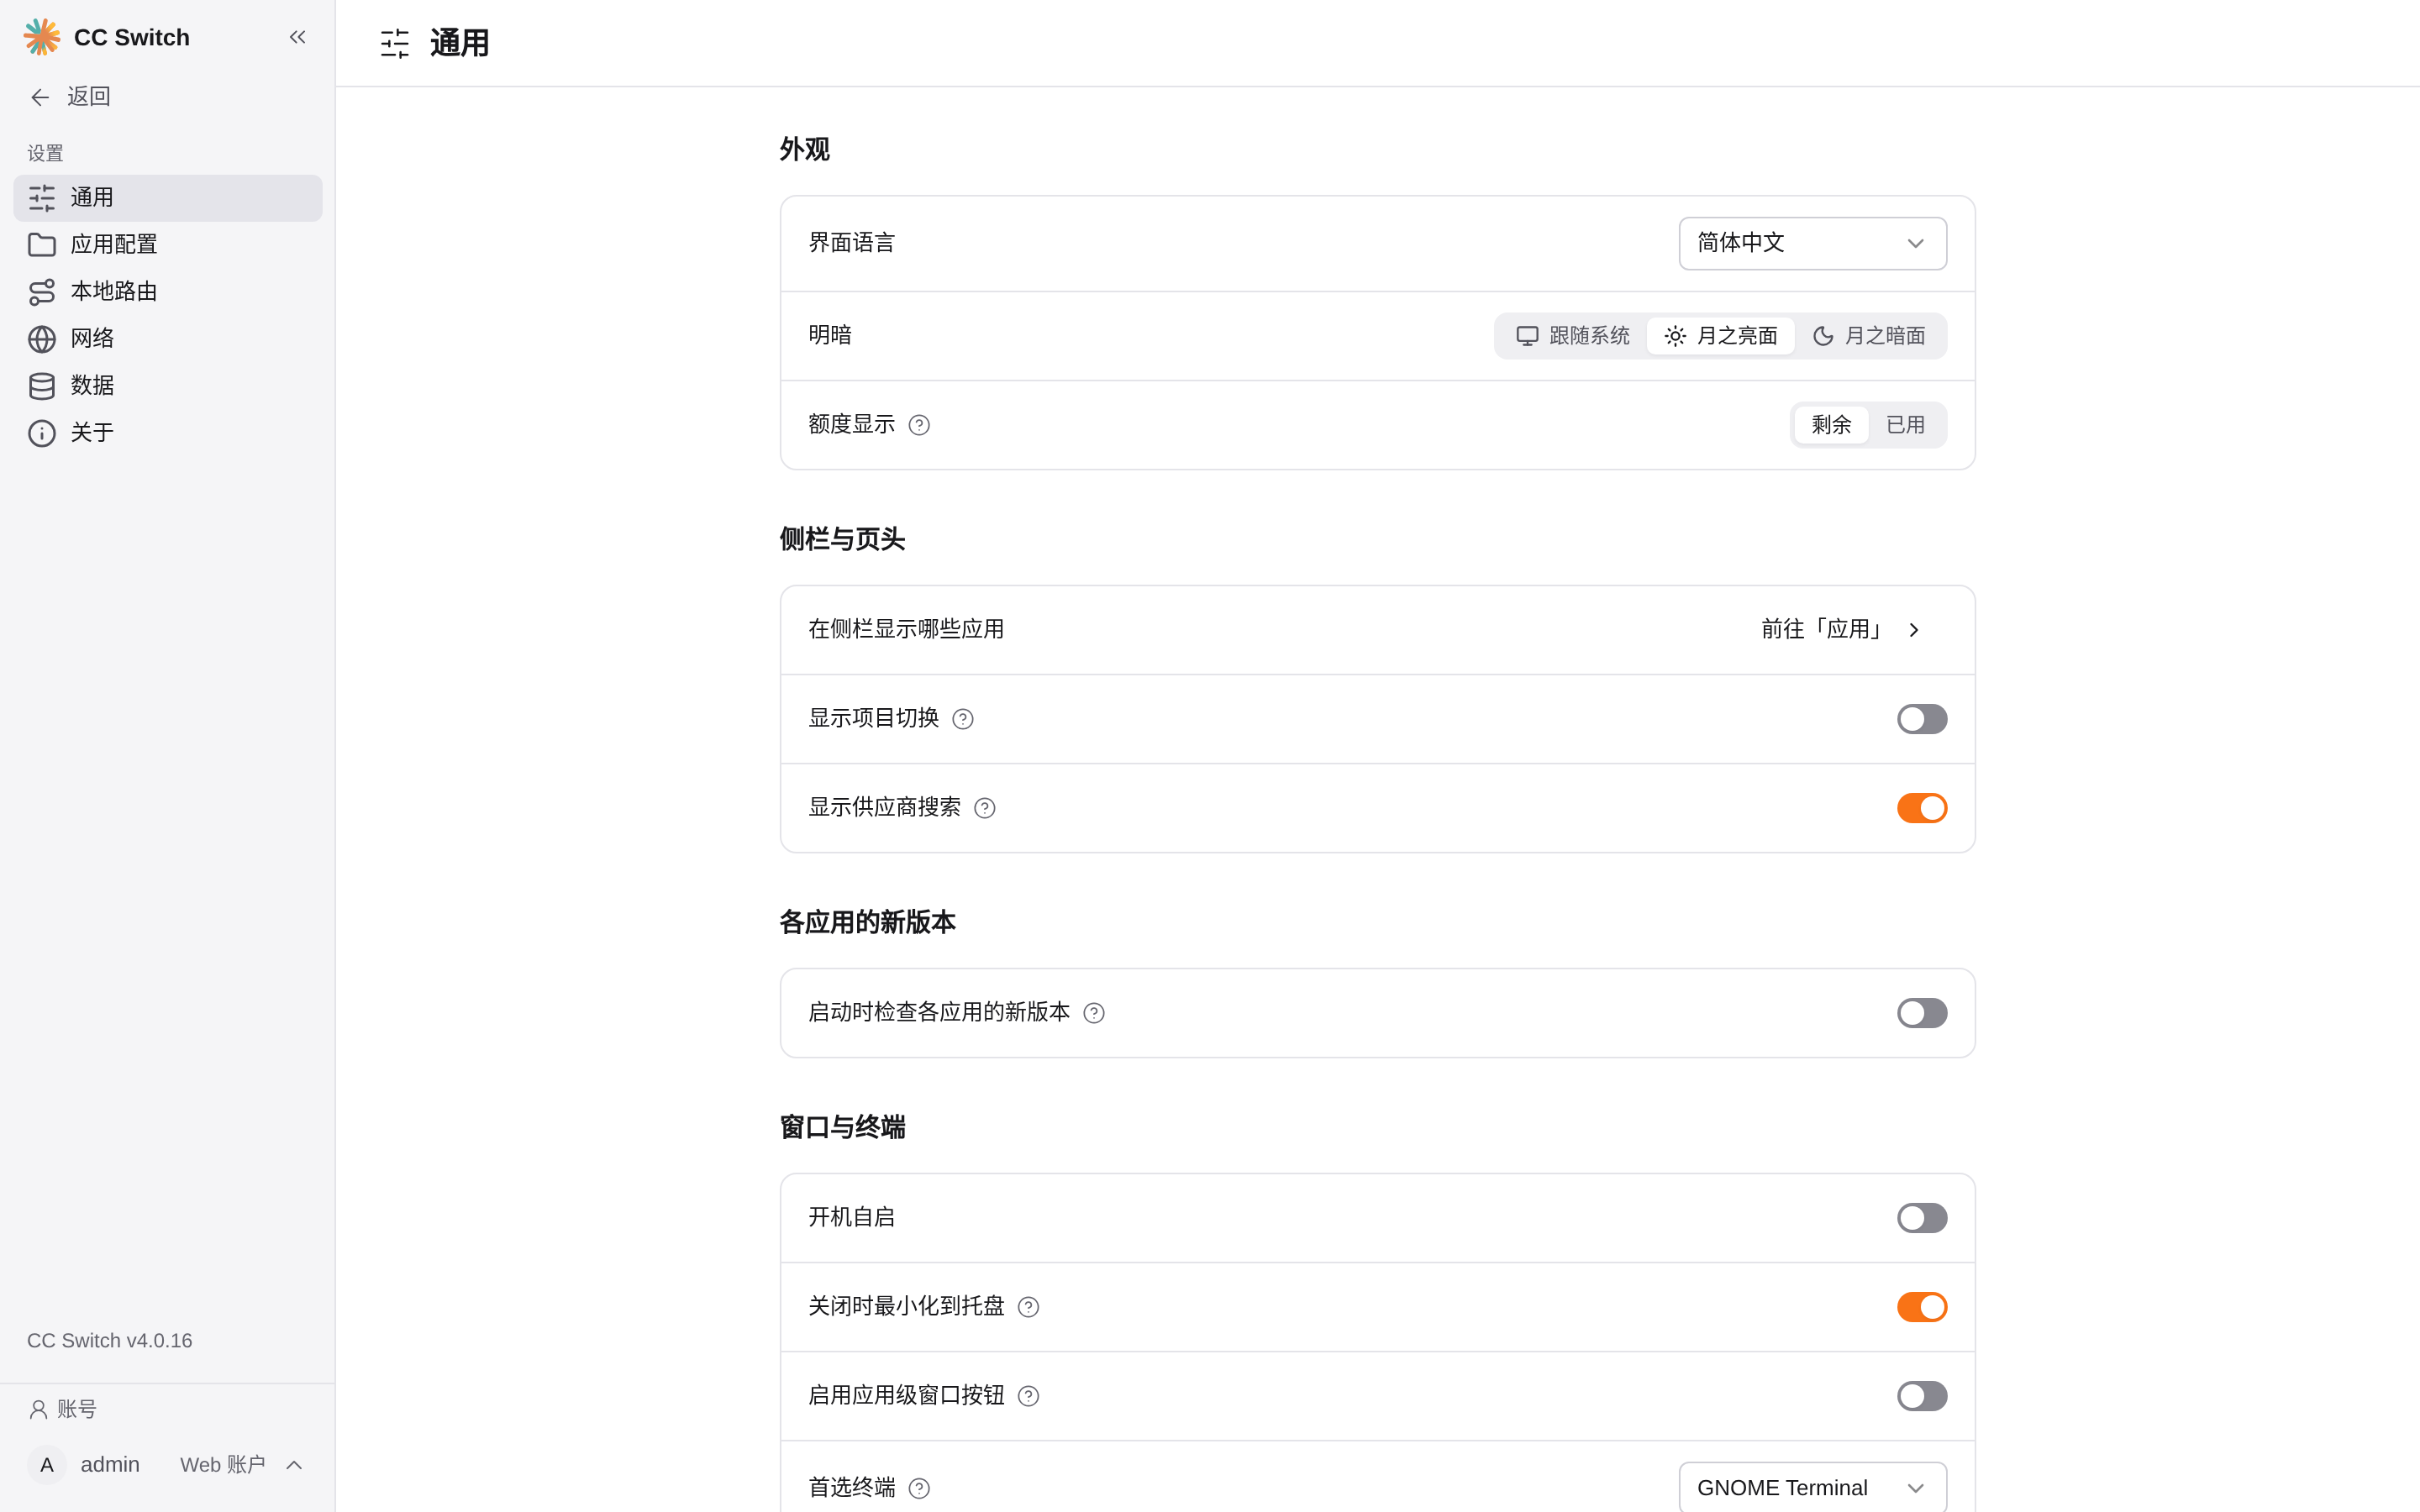 CC Switch
返回
设置
通用
应用配置
本地路由
网络
数据
关于
CC Switch v4.0.16
账号
A admin Web 账户
通用
外观
界面语言 简体中文
明暗 跟随系统 月之亮面 月之暗面
额度显示 剩余 已用
侧栏与页头
在侧栏显示哪些应用 前往「应用」
显示项目切换
显示供应商搜索
各应用的新版本
启动时检查各应用的新版本
窗口与终端
开机自启
关闭时最小化到托盘
启用应用级窗口按钮
首选终端 GNOME Terminal